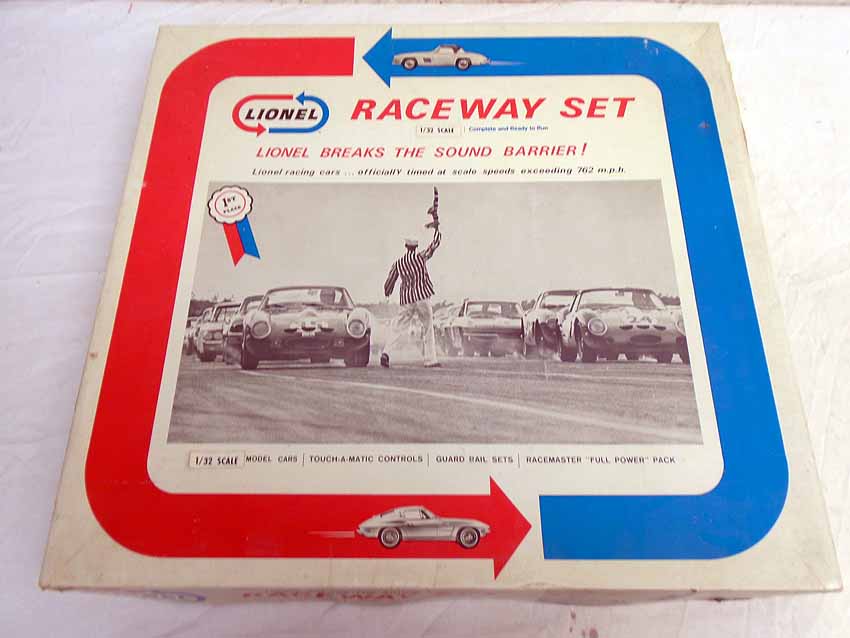 LIONEL
RACEWAY SET
1/32 SCALE Complete and Ready to Run
LIONEL BREAKS THE SOUND BARRIER!
Lionel racing cars ... officially timed at scale speeds exceeding 762 m.p.h.
1ST
PLACE
1/32 SCALE MODEL CARS | TOUCH-A-MATIC CONTROLS | GUARD RAIL SETS | RACEMASTER "FULL POWER" PACK
RACEWAY